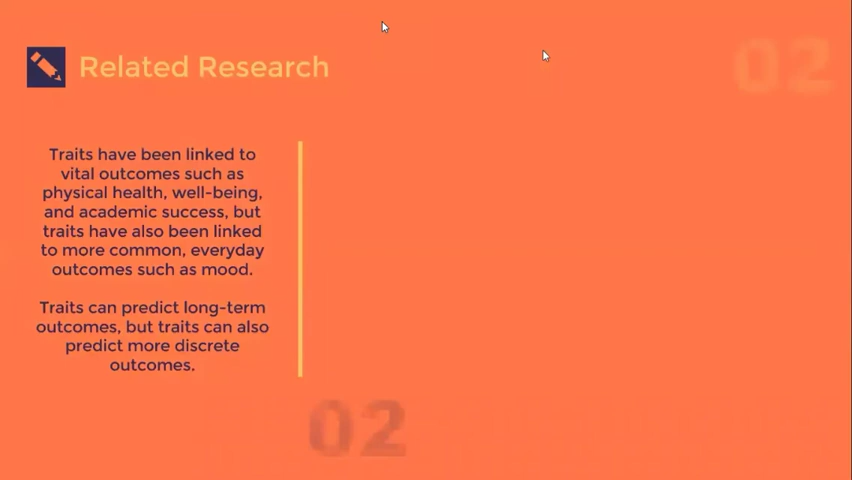 Related Research
02
Traits have been linked to
vital outcomes such as
physical health, well-being,
and academic success, but
traits have also been linked
to more common, everyday
outcomes such as mood.
Traits can predict long-term
outcomes, but traits can also
predict more discrete
outcomes.
02